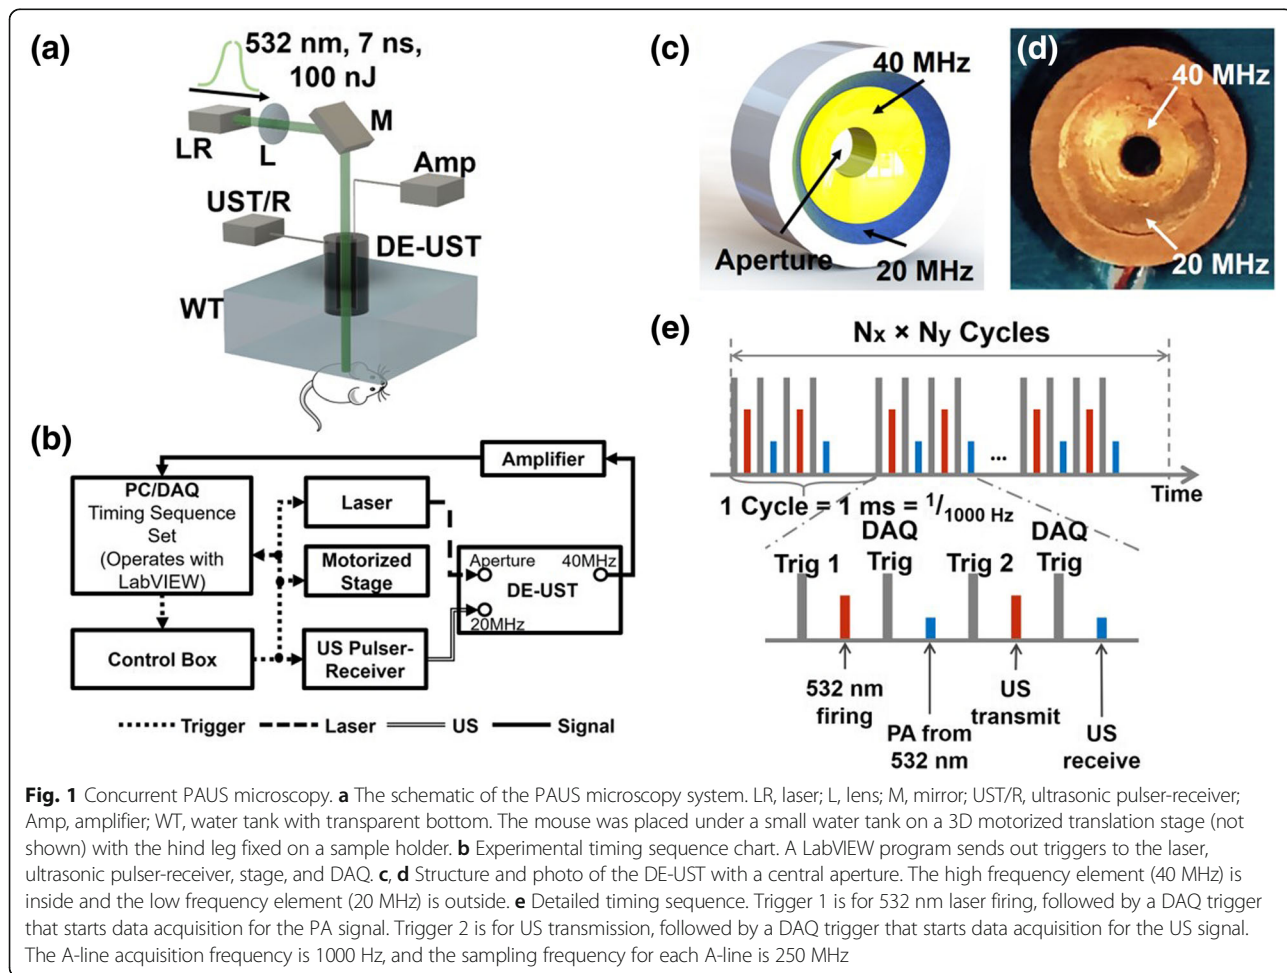 (a)
532 nm, 7 ns,
100 nJ
LR
L
M
Amp
UST/R
DE-UST
WT
(b)
Amplifier
PC/DAQ
Timing Sequence
Set
(Operates with
LabVIEW)
Laser
Motorized
Stage
Aperture
40MHz
DE-UST
20MHz
Control Box
US Pulser-
Receiver
Trigger
Laser
US
Signal
(c)
40 MHz
Aperture
20 MHz
(d)
40 MHz
20 MHz
(e)
Nx × Ny Cycles
...
Time
1 Cycle = 1 ms = 1/1000 Hz
Trig 1
DAQ
Trig
Trig 2
DAQ
Trig
532 nm
firing
PA from
532 nm
US
transmit
US
receive
Fig. 1 Concurrent PAUS microscopy. a The schematic of the PAUS microscopy system. LR, laser; L, lens; M, mirror; UST/R, ultrasonic pulser-receiver;
Amp, amplifier; WT, water tank with transparent bottom. The mouse was placed under a small water tank on a 3D motorized translation stage (not
shown) with the hind leg fixed on a sample holder. b Experimental timing sequence chart. A LabVIEW program sends out triggers to the laser,
ultrasonic pulser-receiver, stage, and DAQ. c, d Structure and photo of the DE-UST with a central aperture. The high frequency element (40 MHz) is
inside and the low frequency element (20 MHz) is outside. e Detailed timing sequence. Trigger 1 is for 532 nm laser firing, followed by a DAQ trigger
that starts data acquisition for the PA signal. Trigger 2 is for US transmission, followed by a DAQ trigger that starts data acquisition for the US signal.
The A-line acquisition frequency is 1000 Hz, and the sampling frequency for each A-line is 250 MHz